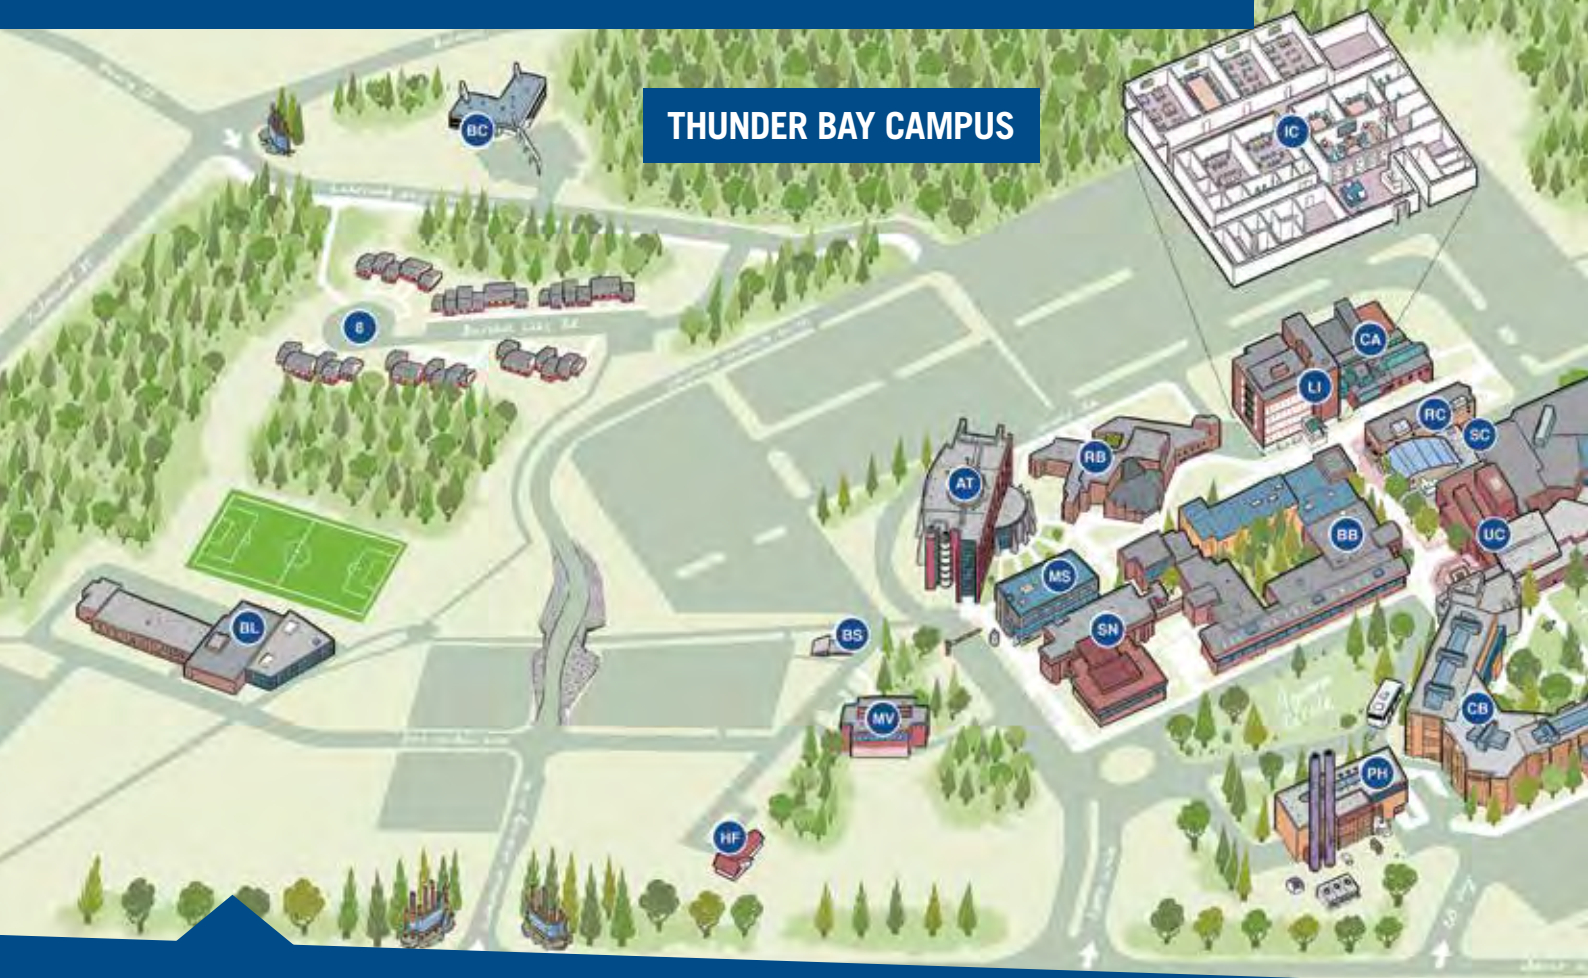 THUNDER BAY CAMPUS
BC
IC
8
CA
LI
RC
SC
RB
AT
BB
UC
MS
SN
BL
BS
MV
CB
PH
HF